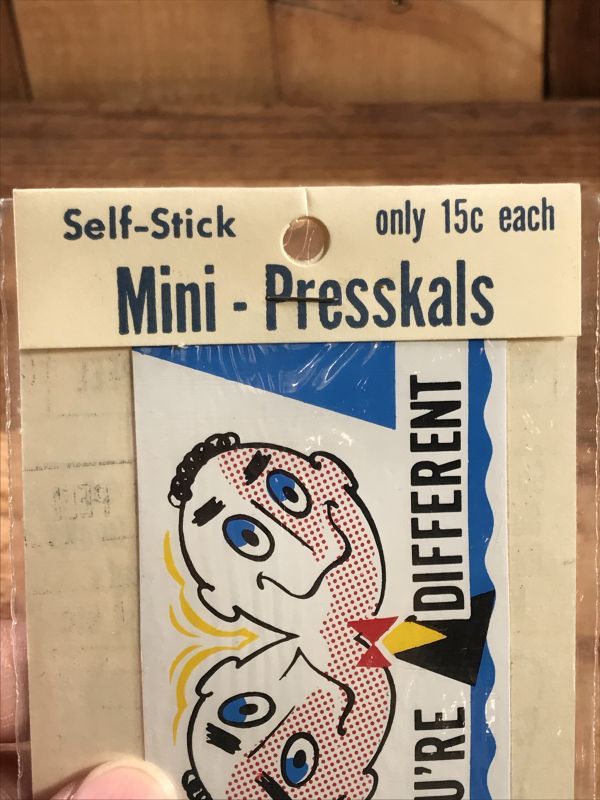 Self-Stick
only 15c each
Mini - Presskals
U'RE DIFFERENT